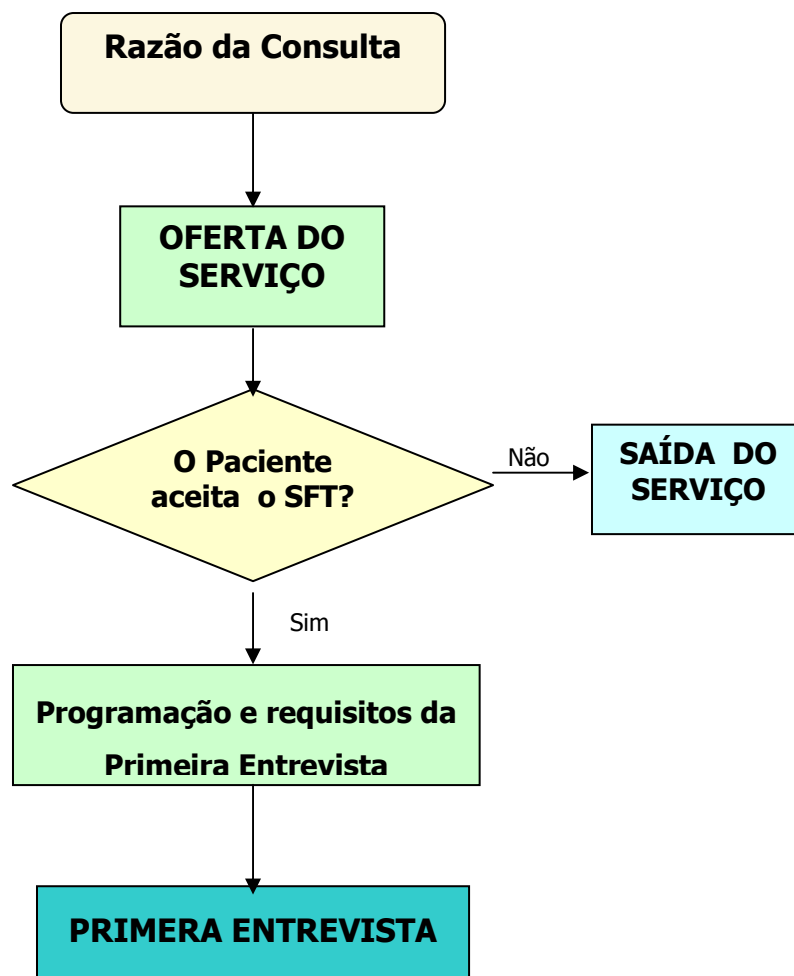 Razão da Consulta
OFERTA DO
SERVIÇO
O Paciente
aceita o SFT?
Não
SAÍDA DO
SERVIÇO
Sim
Programação e requisitos da
Primeira Entrevista
PRIMERA ENTREVISTA